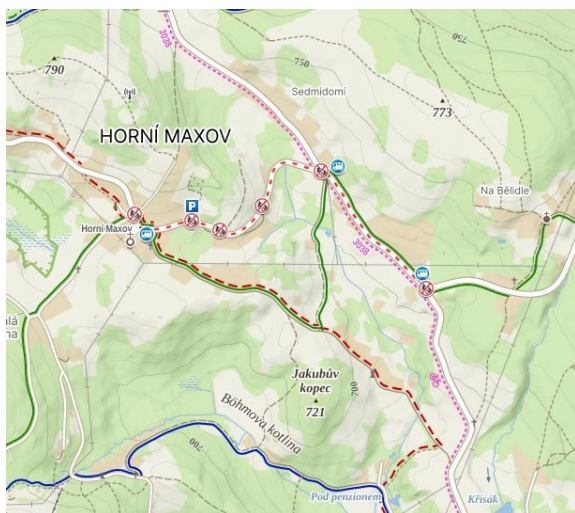 3038
750
750
790
Sedmidomí
773
HORNÍ MAXOV
Na Bělidle
P
Horní Maxov
3038
Jakubův
kopec
721
700
Böhmova kotlina
700
Pod penzionem
Křišák